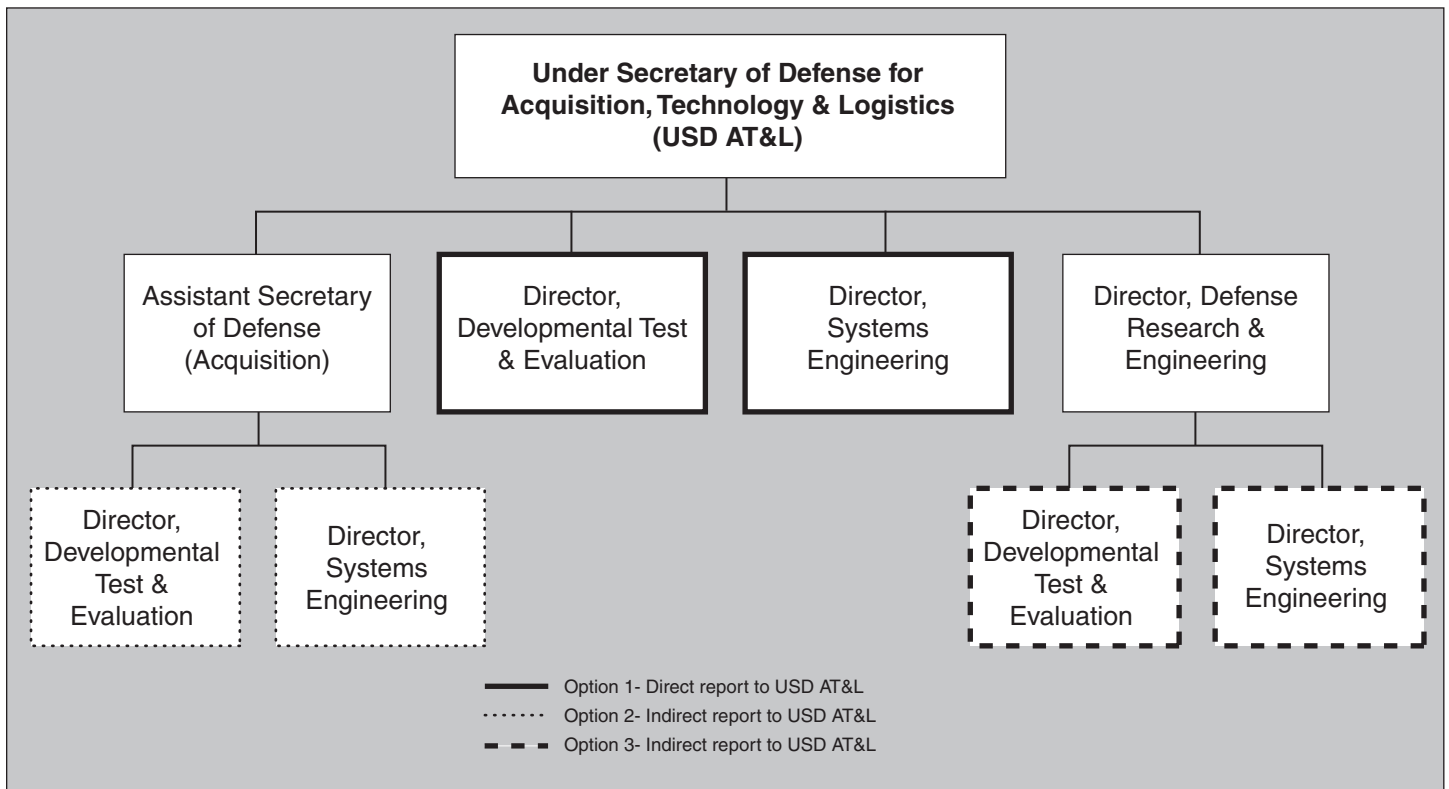 Under Secretary of Defense for
Acquisition, Technology & Logistics
(USD AT&L)
Assistant Secretary
of Defense
(Acquisition)
Director,
Developmental Test
& Evaluation
Director,
Systems
Engineering
Director, Defense
Research &
Engineering
Director,
Developmental
Test &
Evaluation
Director,
Systems
Engineering
Director,
Developmental
Test &
Evaluation
Director,
Systems
Engineering
Option 1- Direct report to USD AT&L
Option 2- Indirect report to USD AT&L
Option 3- Indirect report to USD AT&L